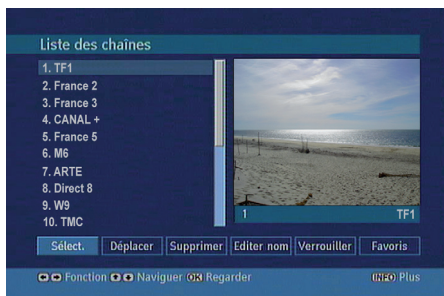 Liste des chaînes
1. TF1
2. France 2
3. France 3
4. CANAL +
5. France 5
6. M6
7. ARTE
8. Direct 8
9. W9
10. TMC
1 TF1
Sélect. Déplacer Supprimer Editer nom Verrouiller Favoris
Fonction Naviguer OK Regarder INFO Plus